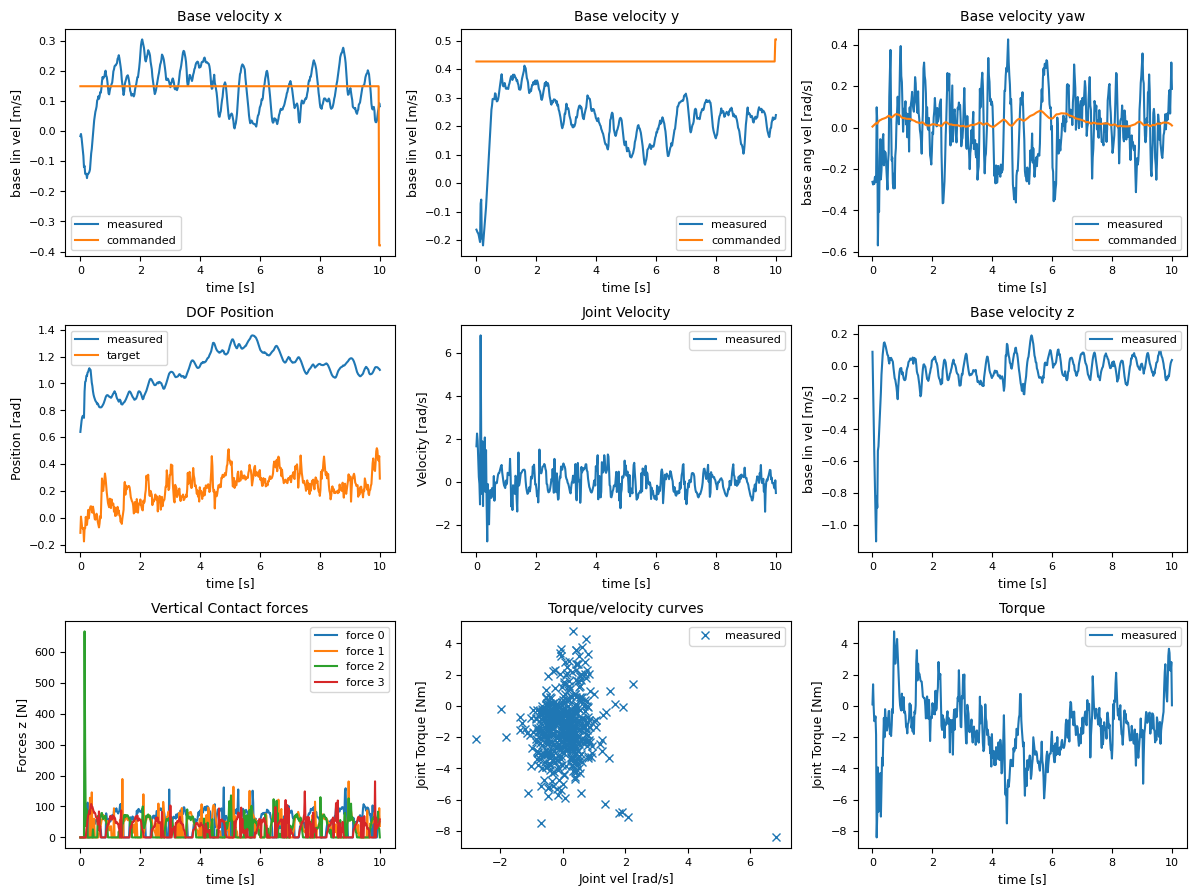 Base velocity x
base lin vel [m/s]
0.3
0.2
0.1
0.0
−0.1
−0.2
−0.3
−0.4
measured
commanded
0 2 4 6 8 10
time [s]
Base velocity y
base lin vel [m/s]
0.5
0.4
0.3
0.2
0.1
0.0
−0.1
−0.2
measured
commanded
0 2 4 6 8 10
time [s]
Base velocity yaw
base ang vel [rad/s]
0.4
0.2
0.0
−0.2
−0.4
−0.6
measured
commanded
0 2 4 6 8 10
time [s]
DOF Position
Position [rad]
1.4
1.2
1.0
0.8
0.6
0.4
0.2
0.0
−0.2
measured
target
0 2 4 6 8 10
time [s]
Joint Velocity
Velocity [rad/s]
6
4
2
0
−2
measured
0 2 4 6 8 10
time [s]
Base velocity z
base lin vel [m/s]
0.2
0.0
−0.2
−0.4
−0.6
−0.8
−1.0
measured
0 2 4 6 8 10
time [s]
Vertical Contact forces
Forces z [N]
600
500
400
300
200
100
0
force 0
force 1
force 2
force 3
0 2 4 6 8 10
time [s]
Torque/velocity curves
Joint Torque [Nm]
4
2
0
−2
−4
−6
−8
measured
−2 0 2 4 6
Joint vel [rad/s]
Torque
Joint Torque [Nm]
4
2
0
−2
−4
−6
−8
measured
0 2 4 6 8 10
time [s]